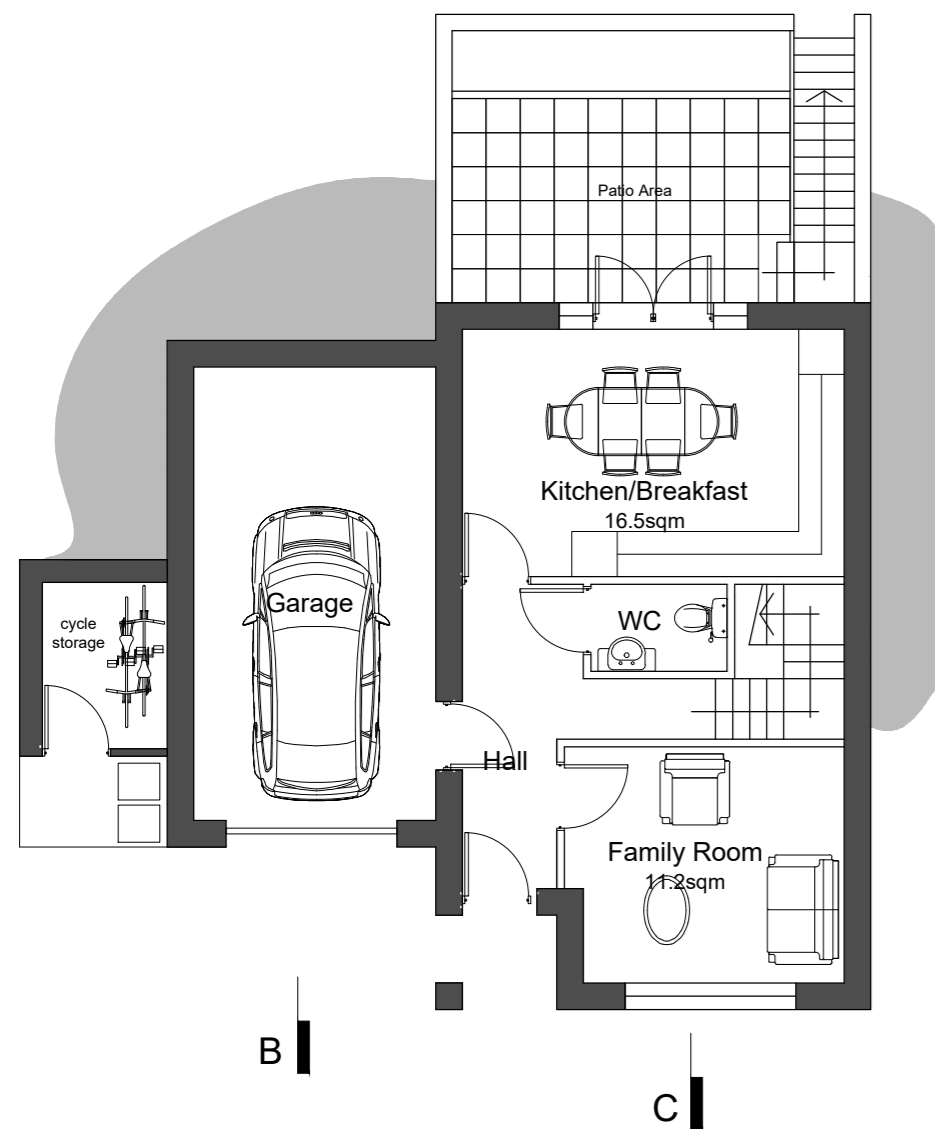 Patio Area
Kitchen/Breakfast
16.5sqm
Garage
cycle
storage
WC
Hall
Family Room
11.2sqm
B
C